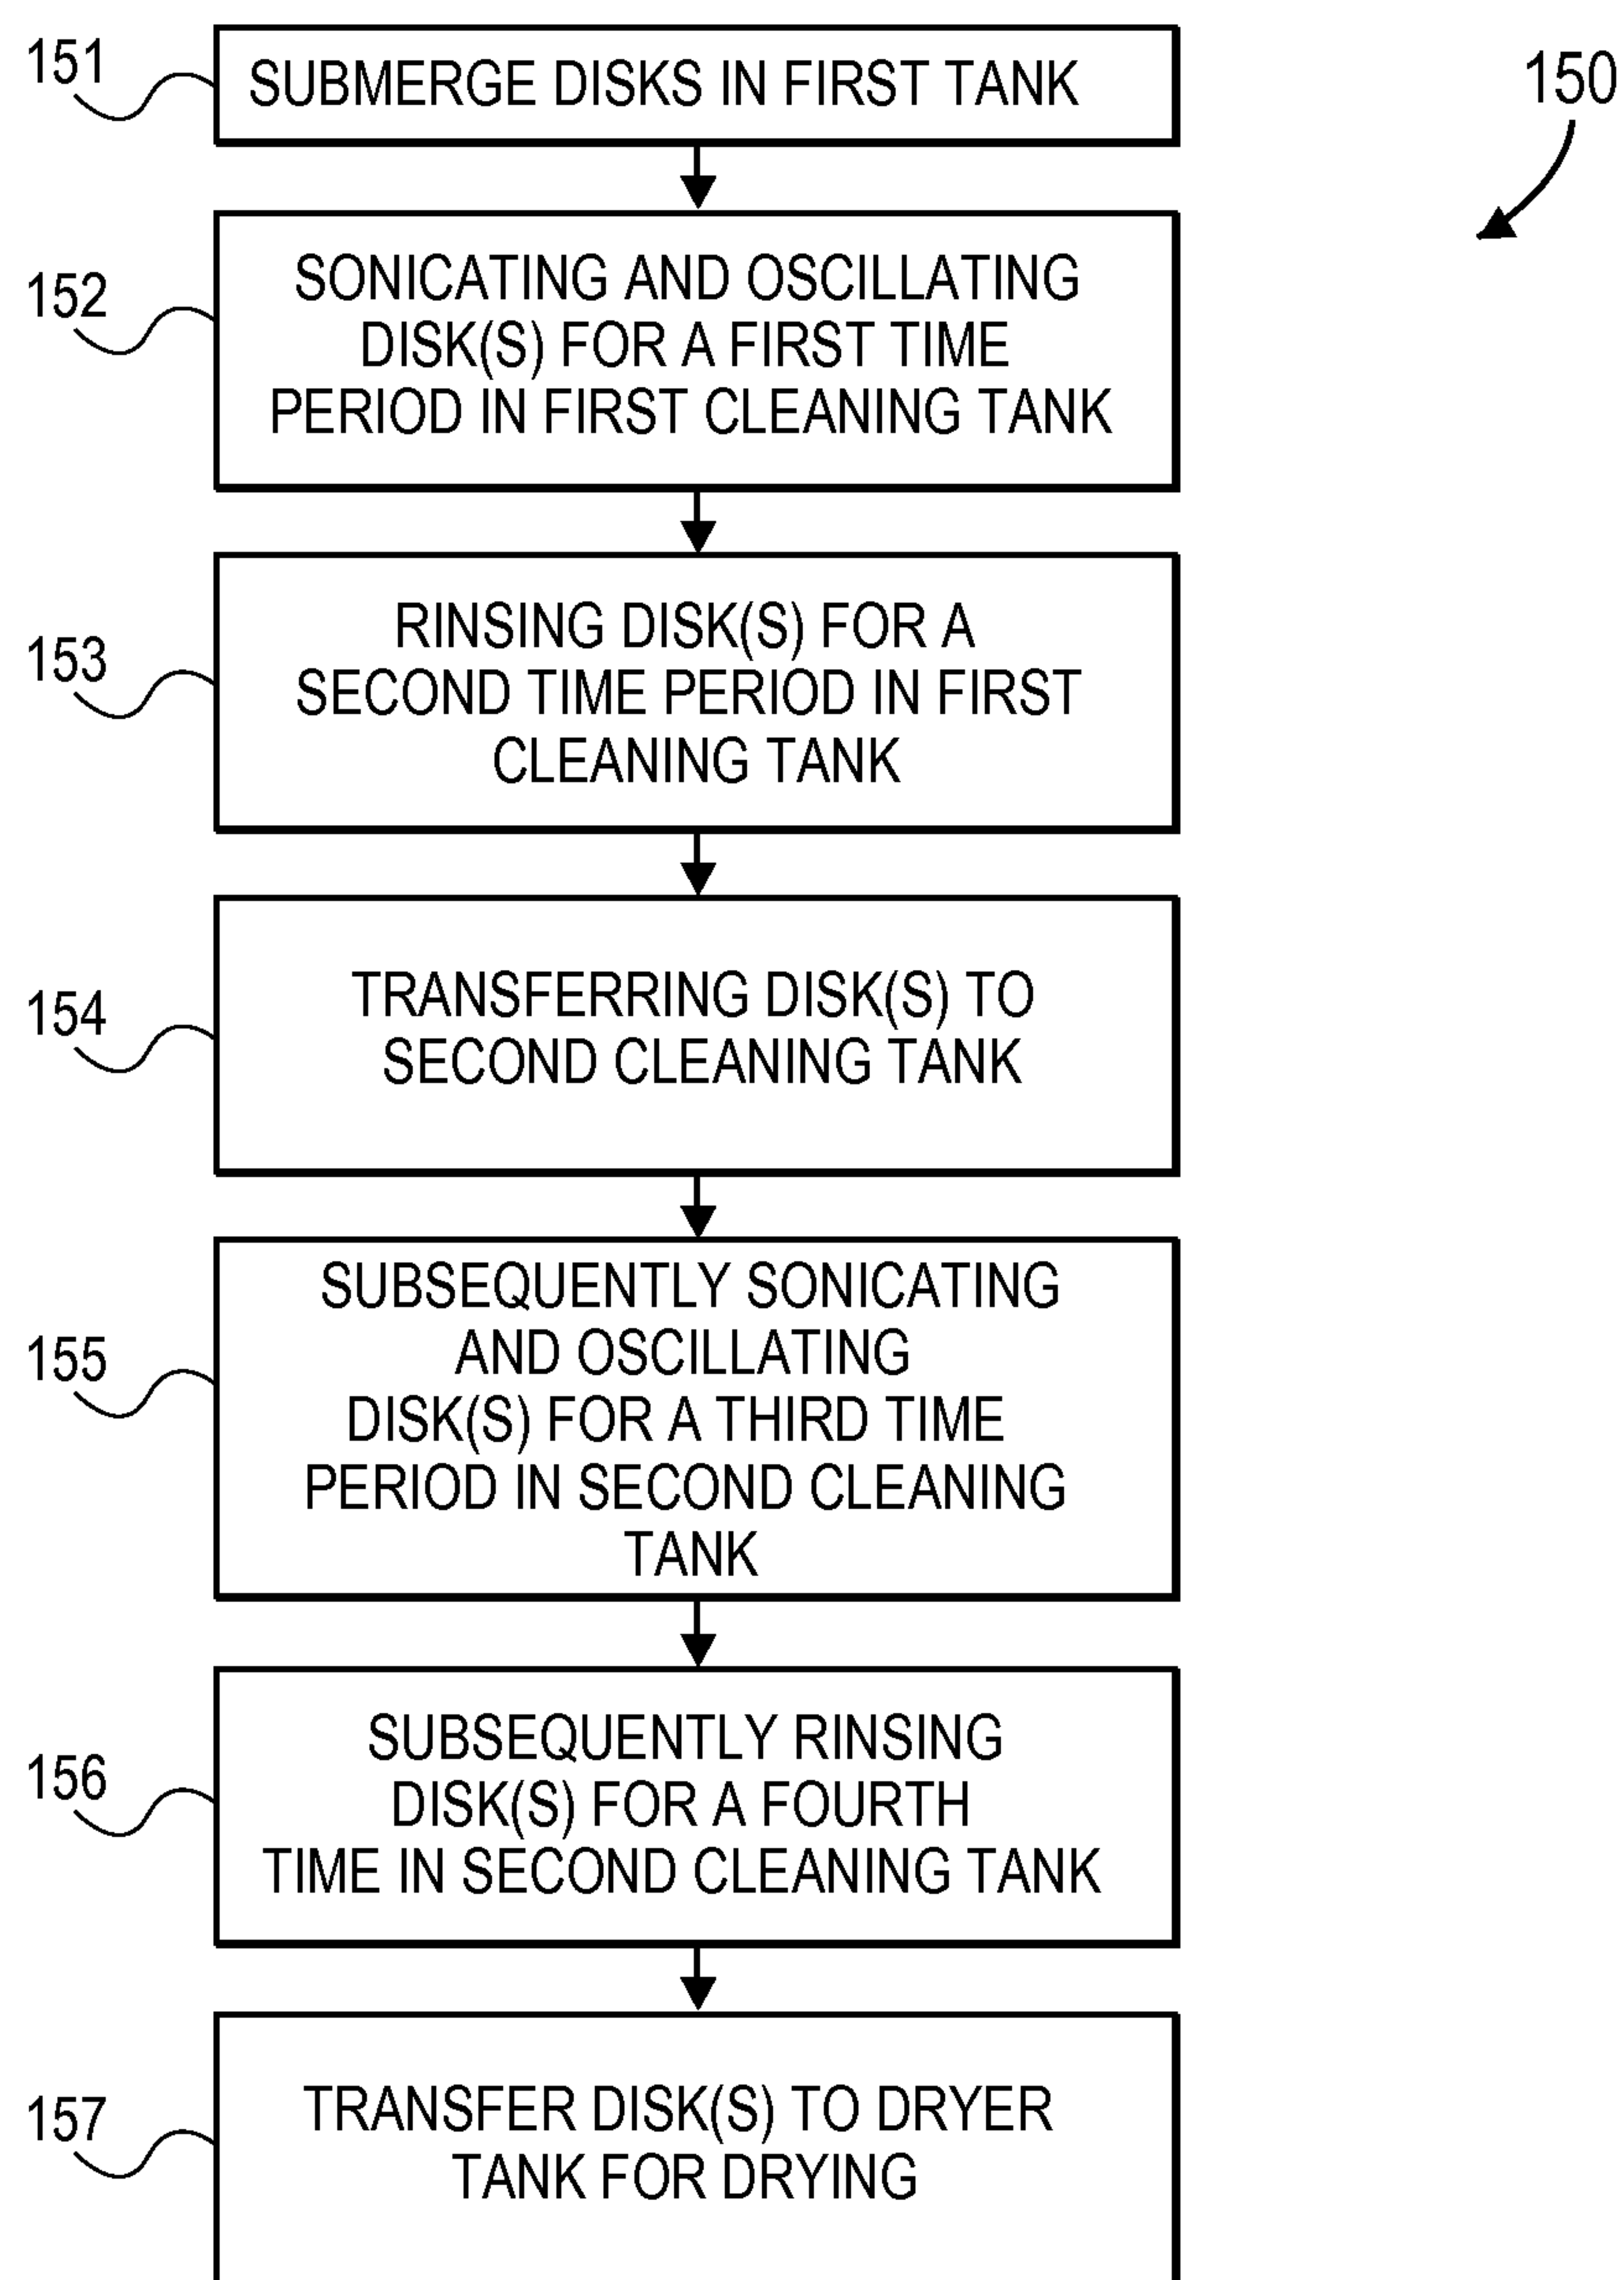 151
SUBMERGE DISKS IN FIRST TANK
150
152
SONICATING AND OSCILLATING
DISK(S) FOR A FIRST TIME
PERIOD IN FIRST CLEANING TANK
153
RINSING DISK(S) FOR A
SECOND TIME PERIOD IN FIRST
CLEANING TANK
154
TRANSFERRING DISK(S) TO
SECOND CLEANING TANK
155
SUBSEQUENTLY SONICATING
AND OSCILLATING
DISK(S) FOR A THIRD TIME
PERIOD IN SECOND CLEANING
TANK
156
SUBSEQUENTLY RINSING
DISK(S) FOR A FOURTH
TIME IN SECOND CLEANING TANK
157
TRANSFER DISK(S) TO DRYER
TANK FOR DRYING